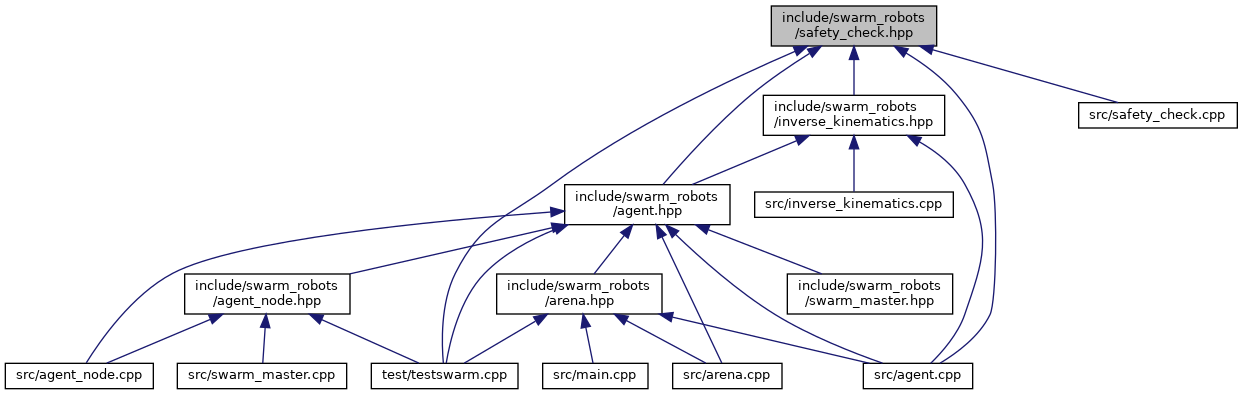 include/swarm_robots
/safety_check.hpp
include/swarm_robots
/inverse_kinematics.hpp
src/safety_check.cpp
include/swarm_robots
/agent.hpp
src/inverse_kinematics.cpp
include/swarm_robots
/agent_node.hpp
include/swarm_robots
/arena.hpp
include/swarm_robots
/swarm_master.hpp
src/agent_node.cpp
src/swarm_master.cpp
test/testswarm.cpp
src/main.cpp
src/arena.cpp
src/agent.cpp